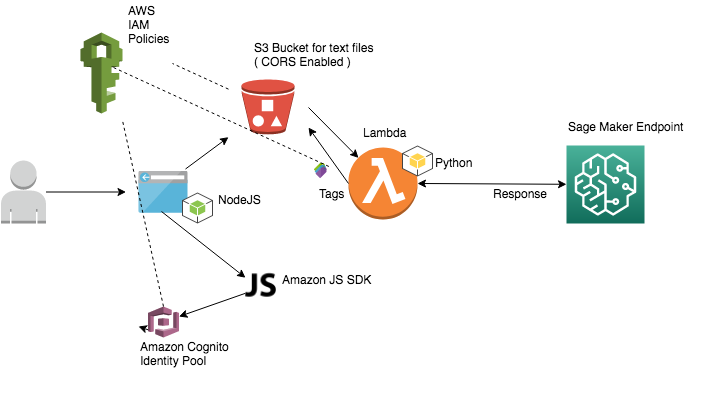 AWS
IAM
Policies
S3 Bucket for text files
( CORS Enabled )
Lambda
Python
Sage Maker Endpoint
Tags
Response
NodeJS
JS
Amazon JS SDK
Amazon Cognito
Identity Pool